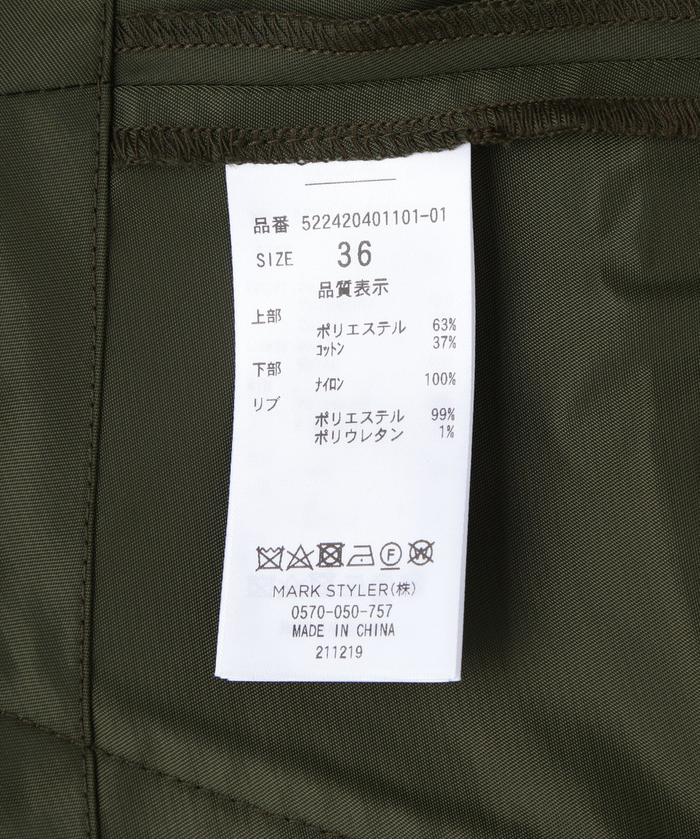 品番 522420401101-01
SIZE 36
品質表示
上部
ポリエステル 63%
ｺｯﾄﾝ 37%
下部
ﾅｲﾛﾝ 100%
リブ
ポリエステル 99%
ポリウレタン 1%
F W
MARK STYLER(株)
0570-050-757
MADE IN CHINA
211219